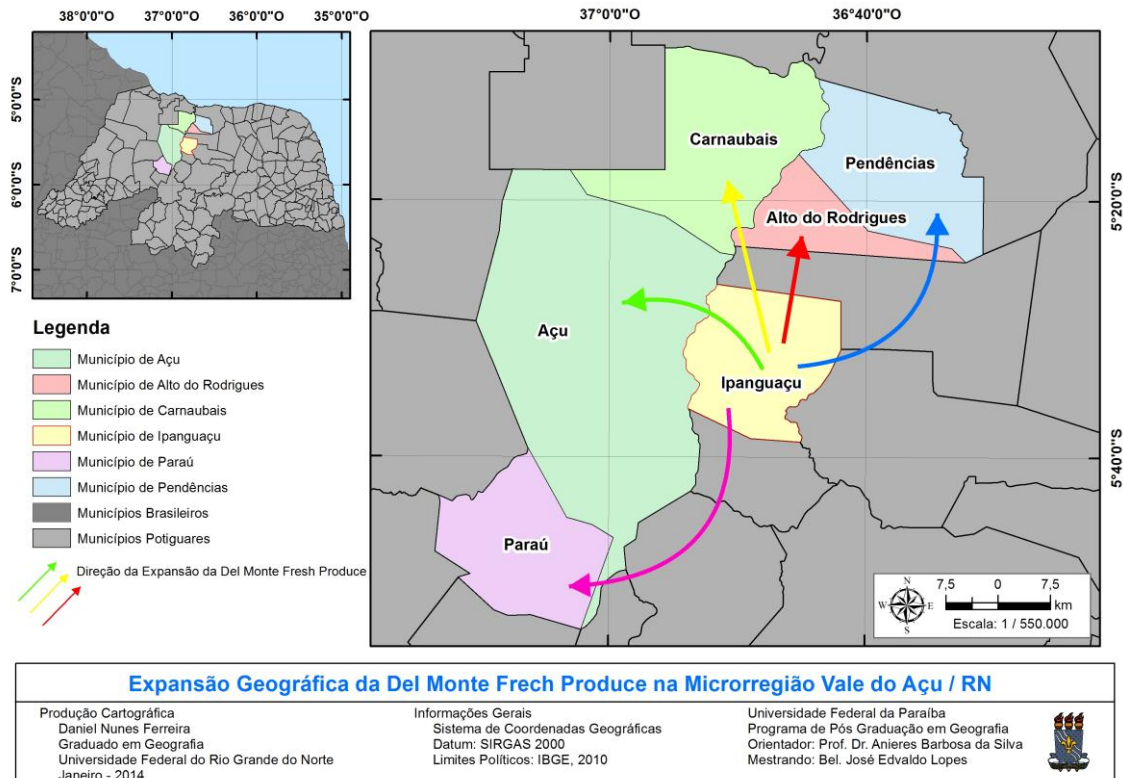 38°0'0"O 37°0'0"O 36°0'0"O 35°0'0"O
5°0'0"S
6°0'0"S
7°0'0"S
37°0'0"O 36°40'0"O
5°20'0"S
5°40'0"S
Carnaubais
Pendências
Alto do Rodrigues
Açu
Ipanguaçu
Paraú
Legenda
Município de Açu
Município de Alto do Rodrigues
Município de Carnaubais
Município de Ipanguaçu
Município de Paraú
Município de Pendências
Municípios Brasileiros
Municípios Potiguares
Direção da Expansão da Del Monte Fresh Produce
N
W E
S
7,5 0 7,5
km
Escala: 1 / 550.000
Expansão Geográfica da Del Monte Frech Produce na Microrregião Vale do Açu / RN
Produção Cartográfica
Daniel Nunes Ferreira
Graduado em Geografia
Universidade Federal do Rio Grande do Norte
Janeiro - 2014
Informações Gerais
Sistema de Coordenadas Geográficas
Datum: SIRGAS 2000
Limites Políticos: IBGE, 2010
Universidade Federal da Paraíba
Programa de Pós Graduação em Geografia
Orientador: Prof. Dr. Anieres Barbosa da Silva
Mestrando: Bel. José Edvaldo Lopes